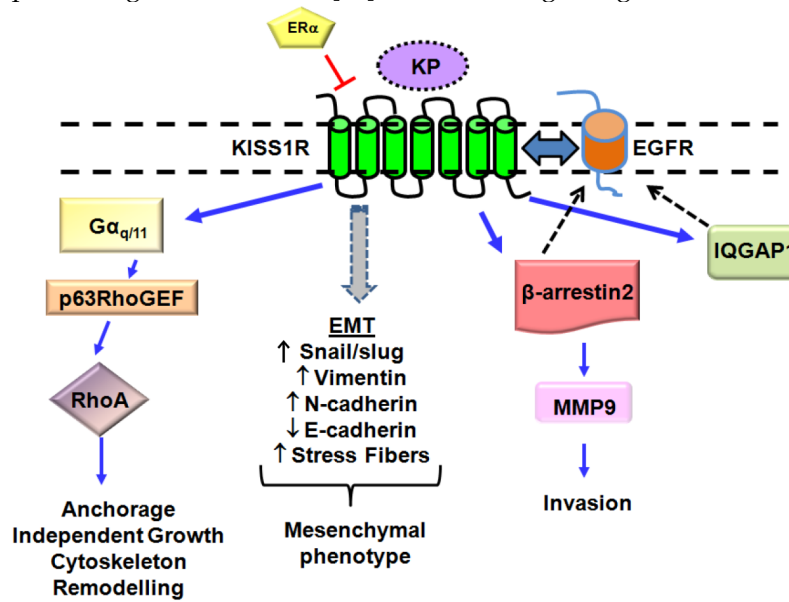 ERα
KP
KISS1R
EGFR
Gα q/11
IQGAP1
p63RhoGEF
β-arrestin2
EMT
↑ Snail/slug
↑ Vimentin
↑ N-cadherin
↓ E-cadherin
↑ Stress Fibers
RhoA
MMP9
Anchorage
Independent Growth
Cytoskeleton
Remodelling
Mesenchymal
phenotype
Invasion